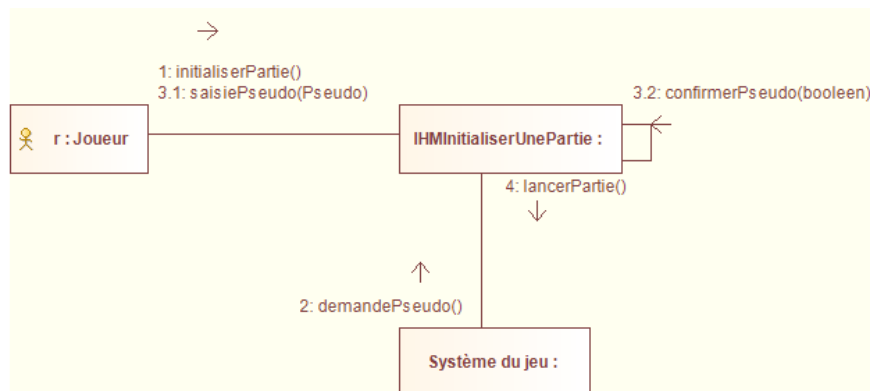 1: initialiserPartie()
3.1: saisiePseudo(Pseudo)
3.2: confirmerPseudo(booleen)
r : Joueur
IHMInitialiserUnePartie :
4: lancerPartie()
2: demandePseudo()
Système du jeu :